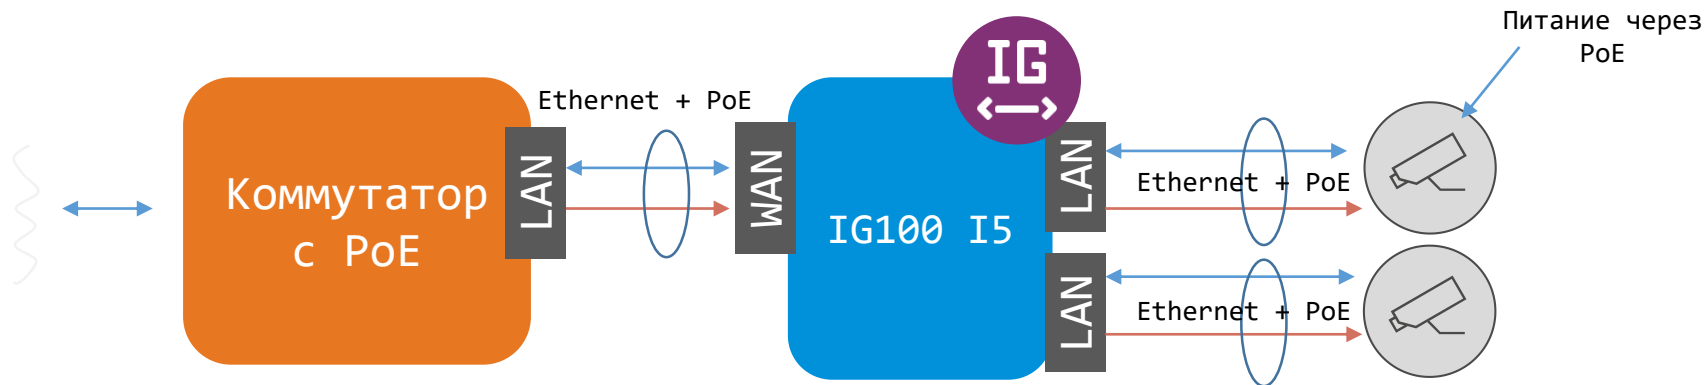 Питание через
PoE
IG
Ethernet + PoE
Коммутатор
с PoE
LAN
WAN
IG100 I5
LAN
Ethernet + PoE
LAN
Ethernet + PoE